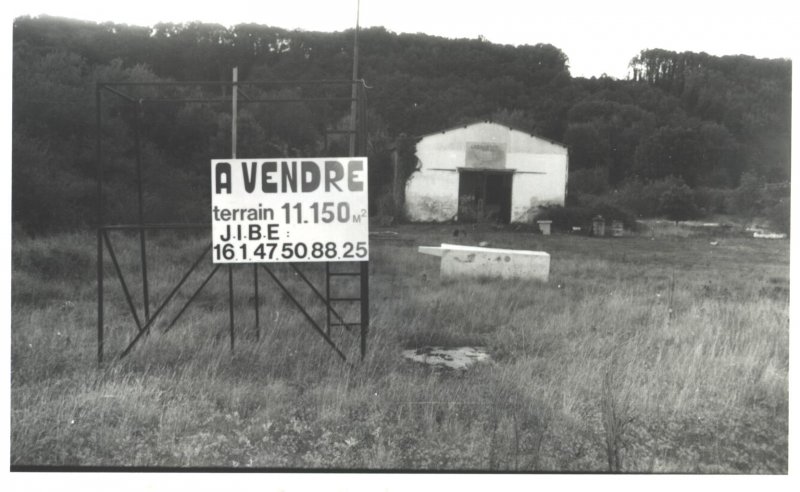 A VENDRE
terrain 11.150 M²
J.I.B.E :
16.1.47.50.88.25